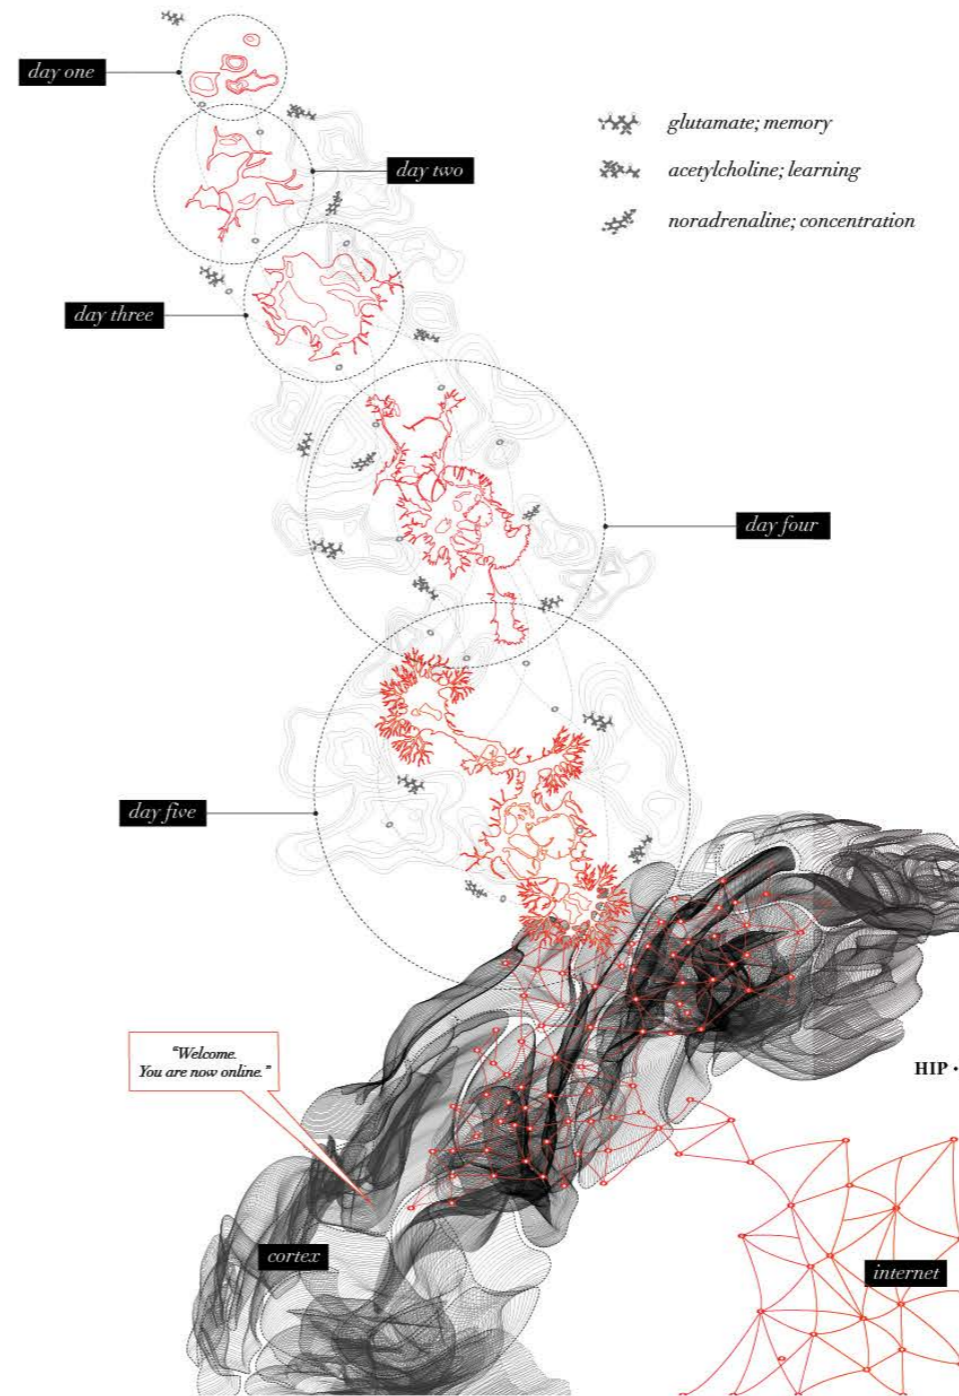 day one
glutamate; memory
day two
acetylcholine; learning
noradrenaline; concentration
day three
day four
day five
"Welcome.
You are now online."
HIP •
cortex
internet